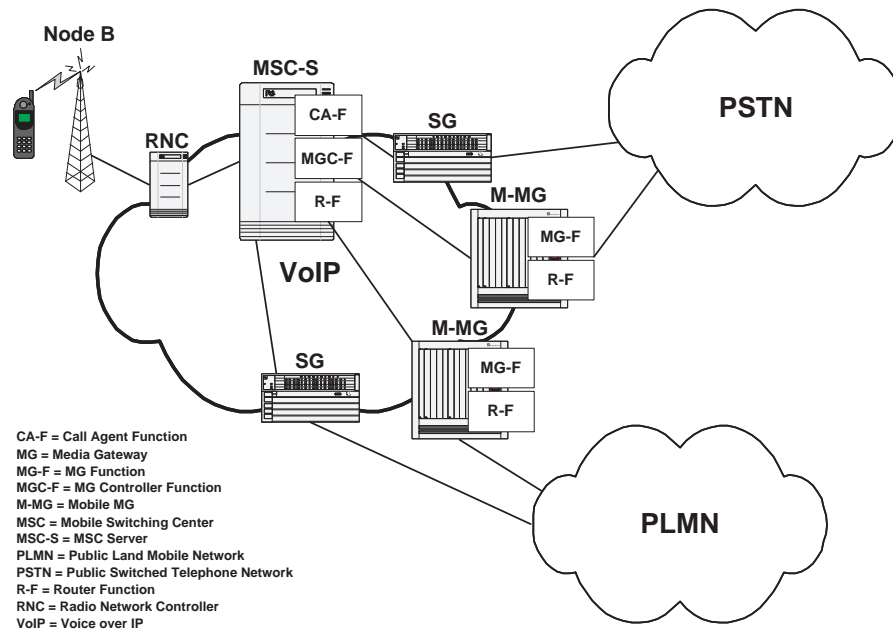 Node B
MSC-S
CA-F
MGC-F
R-F
RNC
SG
PSTN
M-MG
MG-F
R-F
VoIP
M-MG
MG-F
R-F
SG
PLMN
CA-F = Call Agent Function
MG = Media Gateway
MG-F = MG Function
MGC-F = MG Controller Function
M-MG = Mobile MG
MSC = Mobile Switching Center
MSC-S = MSC Server
PLMN = Public Land Mobile Network
PSTN = Public Switched Telephone Network
R-F = Router Function
RNC = Radio Network Controller
VoIP = Voice over IP